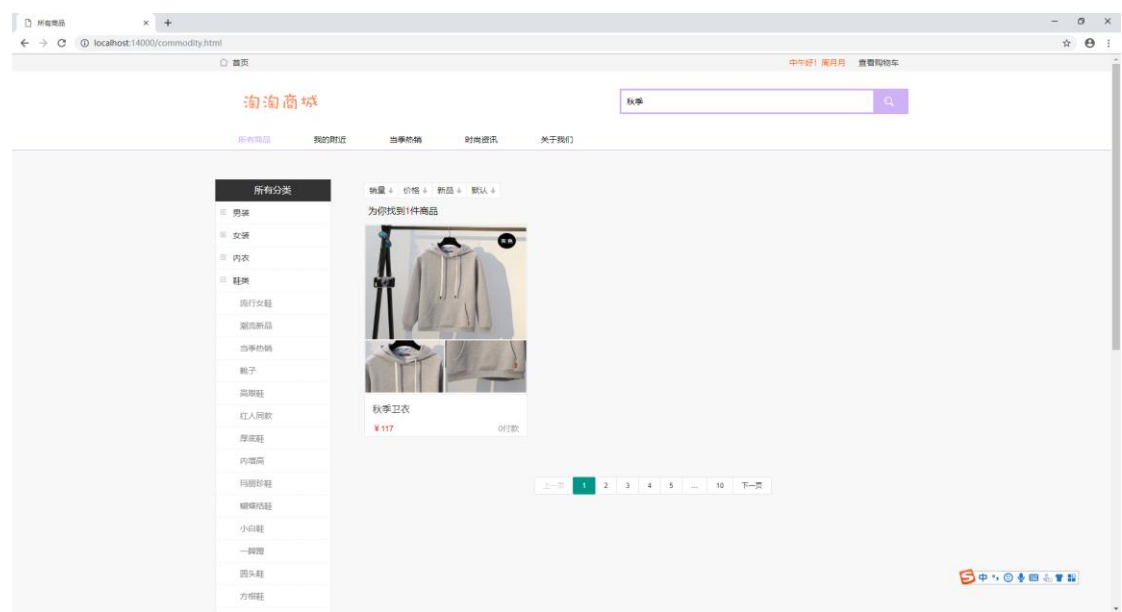 所有商品
localhost:14000/commodity.html
首页 中午好！周月月 查看购物车
淘淘商城
秋季
所有商品 我的附近 当季热销 时尚资讯 关于我们
所有分类
男装
女装
内衣
鞋类
流行女鞋
潮流新品
当季热销
靴子
高跟鞋
红人同款
厚底鞋
内增高
玛丽珍鞋
蝴蝶结鞋
小白鞋
一脚蹬
圆头鞋
方根鞋
销量 价格 新品 默认
为你找到1件商品
秋季卫衣
¥ 117 0付款
上一页 1 2 3 4 5 ... 10 下一页
中